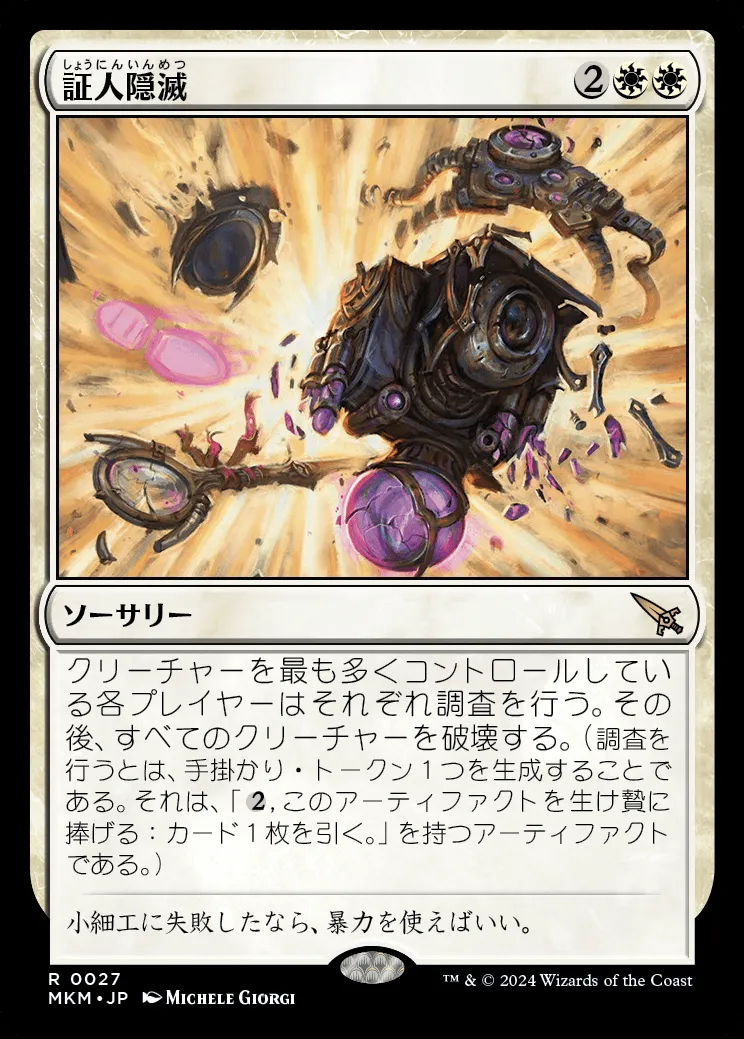 しょうにんいんめつ
証人隠滅
2
ソーサリー
クリーチャーを最も多くコントロールしてい
る各プレイヤーはそれぞれ調査を行う。その
後、すべてのクリーチャーを破壊する。（調査を
行うとは、手掛かり・トークン１つを生成することで
ある。それは、「2,このアーティファクトを生け贄に
捧げる：カード１枚を引く。」を持つアーティファクト
である。）
小細工に失敗したなら、暴力を使えばいい。
R 0027
MKM • JP Michele Giorgi
™ & © 2024 Wizards of the Coast